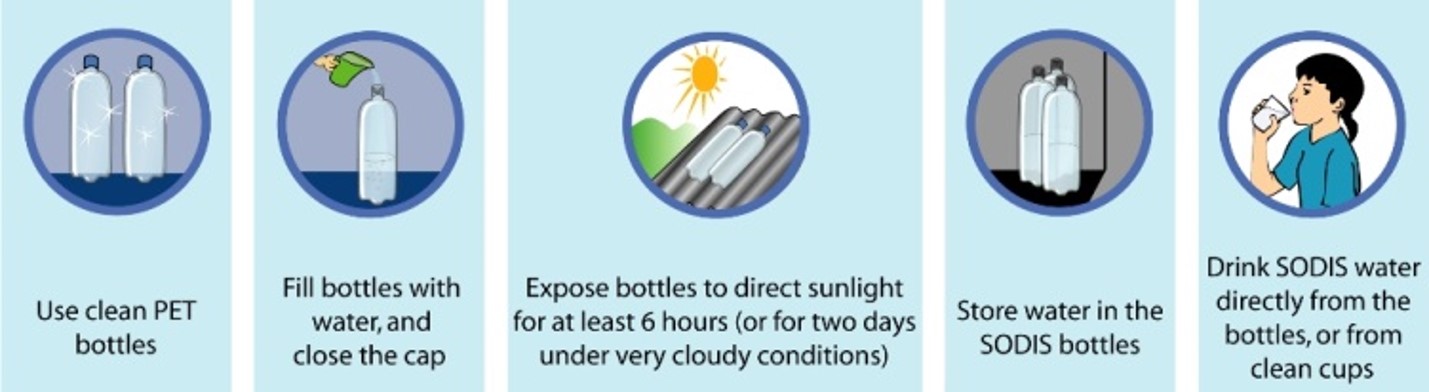 Use clean PET
bottles
Fill bottles with
water, and
close the cap
Expose bottles to direct sunlight
for at least 6 hours (or for two days
under very cloudy conditions)
Store water in the
SODIS bottles
Drink SODIS water
directly from the
bottles, or from
clean cups